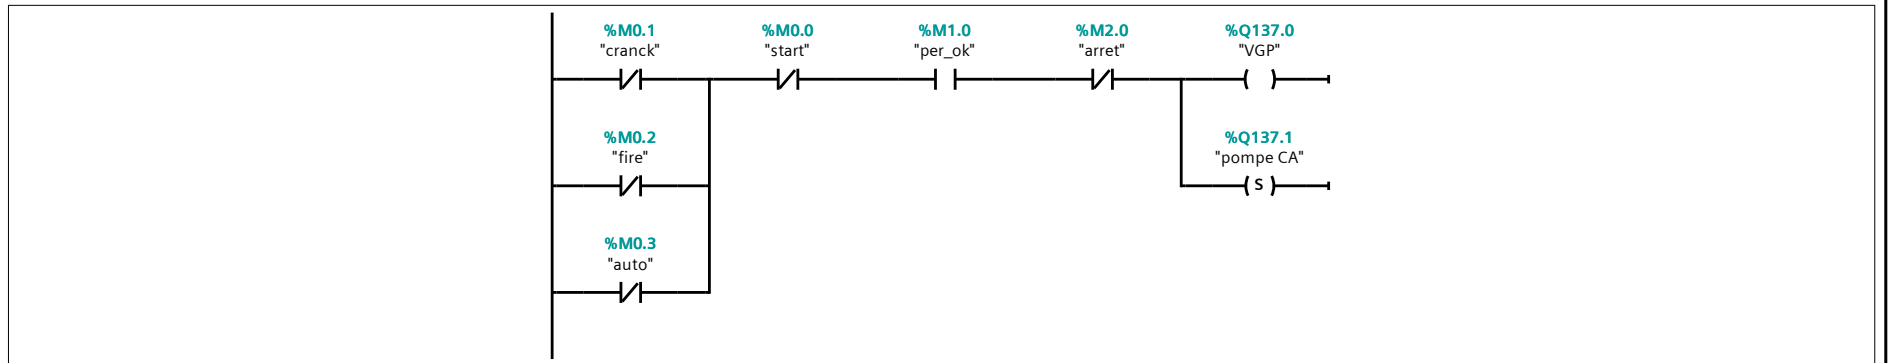 %M0.1 %M0.0 %M1.0 %M2.0 %Q137.0
"cranck" "start" "per_ok" "arret" "VGP"
%M0.2 %Q137.1
"fire" "pompe CA"
S
%M0.3
"auto"